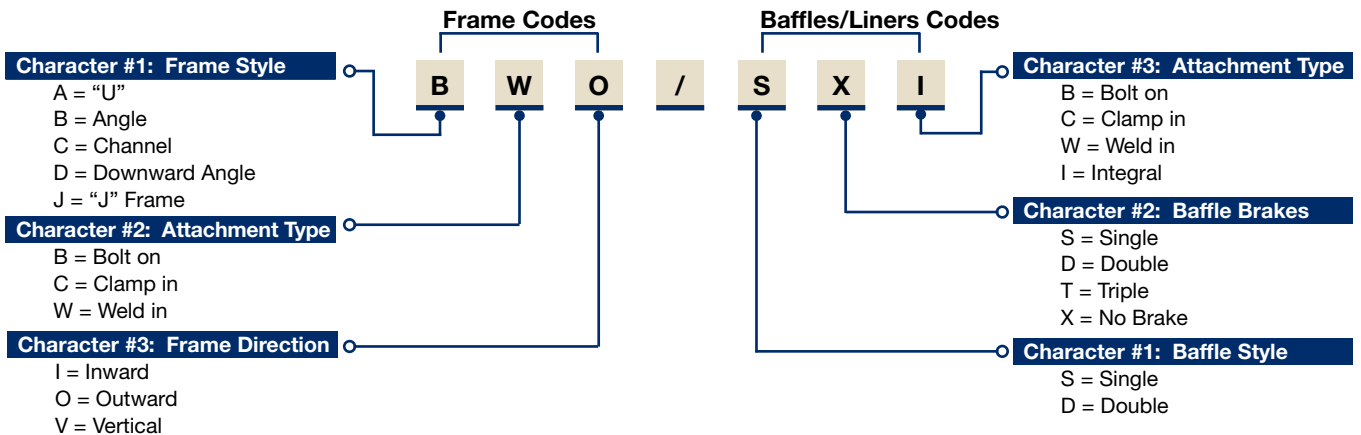 Frame Codes
Baffles/Liners Codes
B W O / S X I
Character #1: Frame Style
A = “U”
B = Angle
C = Channel
D = Downward Angle
J = “J” Frame
Character #2: Attachment Type
B = Bolt on
C = Clamp in
W = Weld in
Character #3: Frame Direction
I = Inward
O = Outward
V = Vertical
Character #3: Attachment Type
B = Bolt on
C = Clamp in
W = Weld in
I = Integral
Character #2: Baffle Brakes
S = Single
D = Double
T = Triple
X = No Brake
Character #1: Baffle Style
S = Single
D = Double